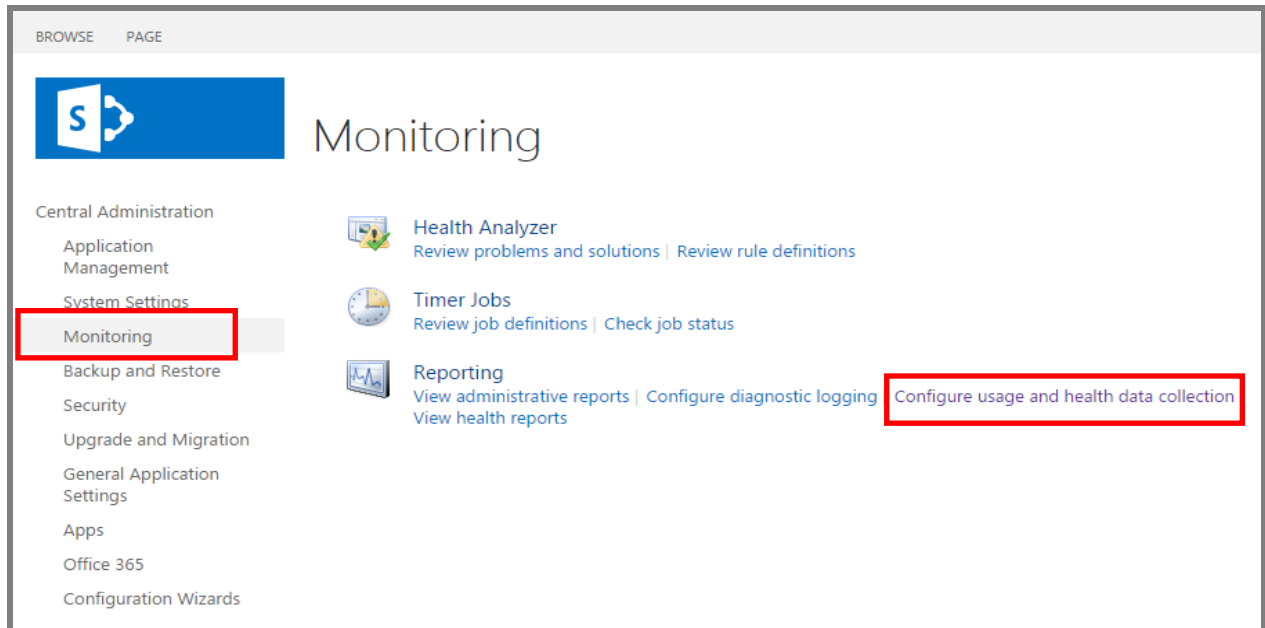 BROWSE PAGE
S
Monitoring
Central Administration
Application
Management
System Settings
Monitoring
Backup and Restore
Security
Upgrade and Migration
General Application
Settings
Apps
Office 365
Configuration Wizards
Health Analyzer
Review problems and solutions | Review rule definitions
Timer Jobs
Review job definitions | Check job status
Reporting
View administrative reports | Configure diagnostic logging Configure usage and health data collection
View health reports